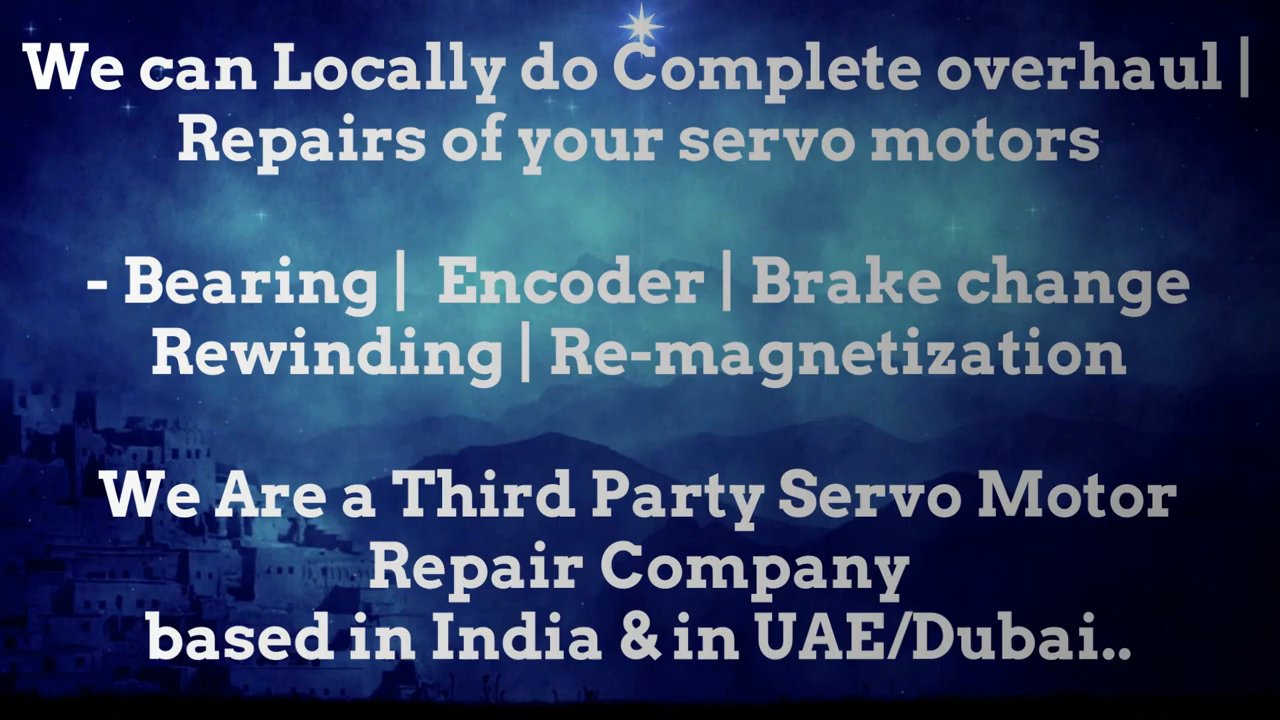 We can Locally do Complete overhaul |
Repairs of your servo motors
- Bearing | Encoder | Brake change
Rewinding | Re-magnetization
We Are a Third Party Servo Motor
Repair Company
based in India & in UAE/Dubai..